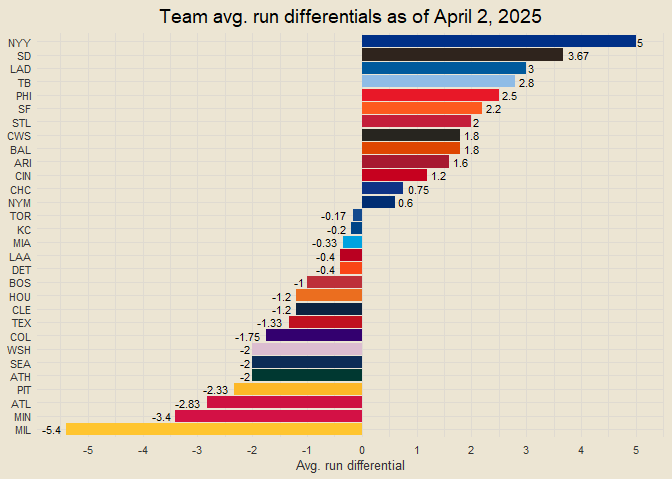 Team avg. run differentials as of April 2, 2025
NYY 5
SD 3.67
LAD 3
TB 2.8
PHI 2.5
SF 2.2
STL 2
CWS 1.8
BAL 1.8
ARI 1.6
CIN 1.2
CHC 0.75
NYM 0.6
TOR -0.17
KC -0.2
MIA -0.33
LAA -0.4
DET -0.4
BOS -1
HOU -1.2
CLE -1.2
TEX -1.33
COL -1.75
WSH -2
SEA -2
ATH -2
PIT -2.33
ATL -2.83
MIN -3.4
MIL -5.4
-5 -4 -3 -2 -1 0 1 2 3 4 5
Avg. run differential